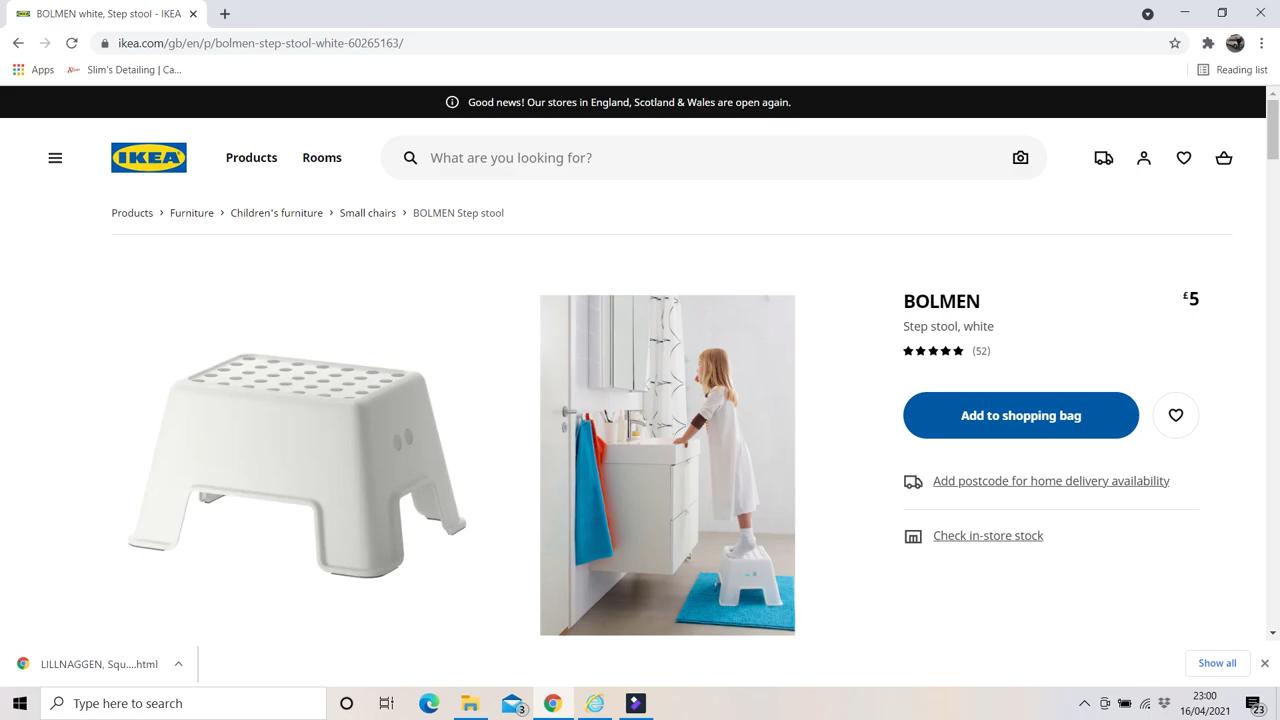 BOLMEN white, Step stool - IKEA
ikea.com/gb/en/p/bolmen-step-stool-white-60265163/
Apps
Slim's Detailing | Ca...
Reading list
Good news! Our stores in England, Scotland & Wales are open again.
IKEA
Products
Rooms
What are you looking for?
Products > Furniture > Children's furniture > Small chairs > BOLMEN Step stool
BOLMEN
£5
Step stool, white
(52)
Add to shopping bag
Add postcode for home delivery availability
Check in-store stock
LILLNAGGEN, Squ....html
Show all
Type here to search
3
23:00
16/04/2021
23